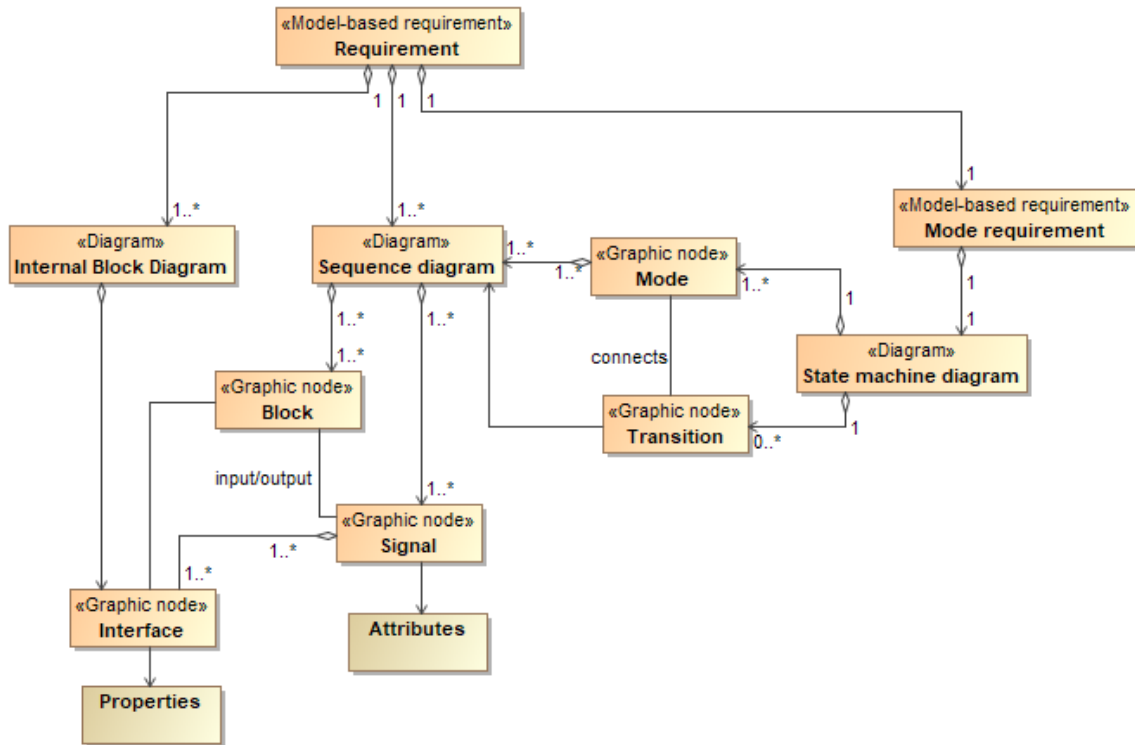 «Model-based requirement»
Requirement
1
1
1
1..*
1..*
1
«Model-based requirement»
Mode requirement
«Diagram»
Internal Block Diagram
«Diagram»
Sequence diagram
1..*
1..*
«Graphic node»
Mode
1..*
1
1
1
1..*
1..*
connects
«Diagram»
State machine diagram
1..*
«Graphic node»
Block
«Graphic node»
Transition
0..*
1
input/output
1..*
«Graphic node»
Signal
1..*
1..*
«Graphic node»
Interface
Attributes
Properties